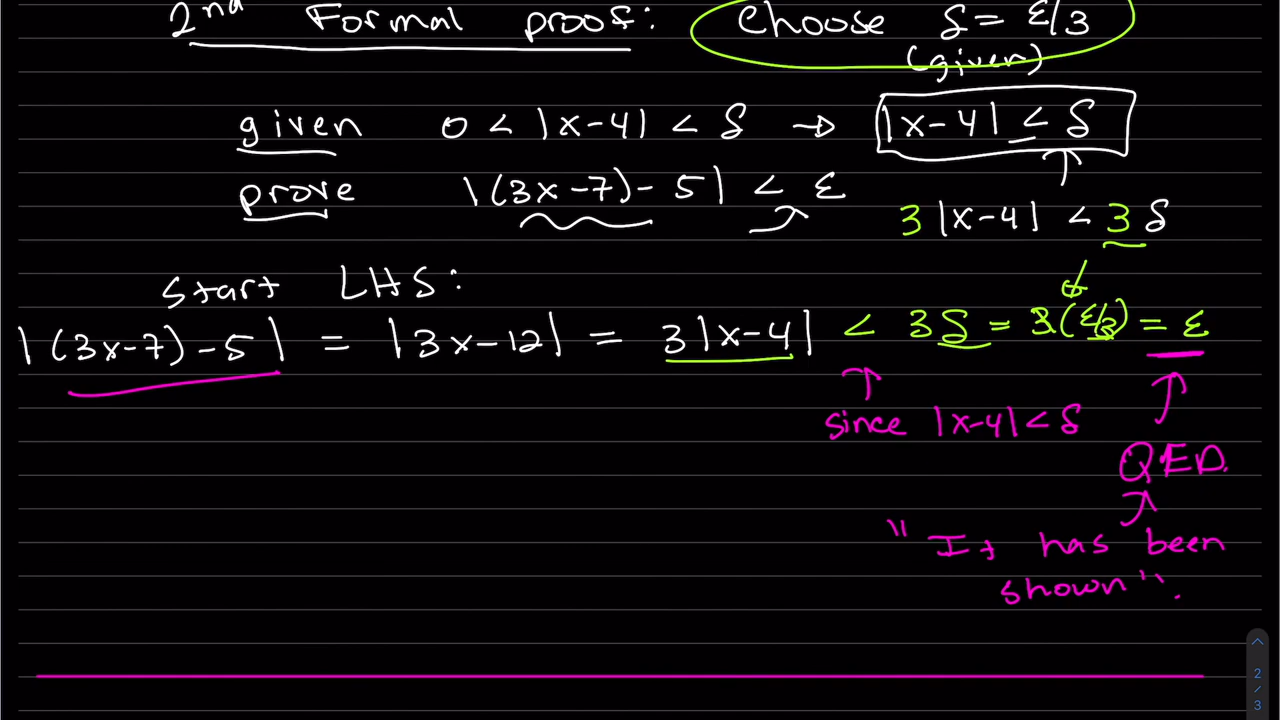 2nd Formal proof: Choose δ = ε/3
(given)
given 0 < |x-4| < δ → |x-4| < δ
prove |(3x-7)-5| < ε
3|x-4| < 3δ
Start LHS:
|(3x-7)-5| = |3x-12| = 3|x-4| < 3δ = 3(ε/3) = ε
since |x-4| < δ
QED.
"It has been
shown".
2
/
3